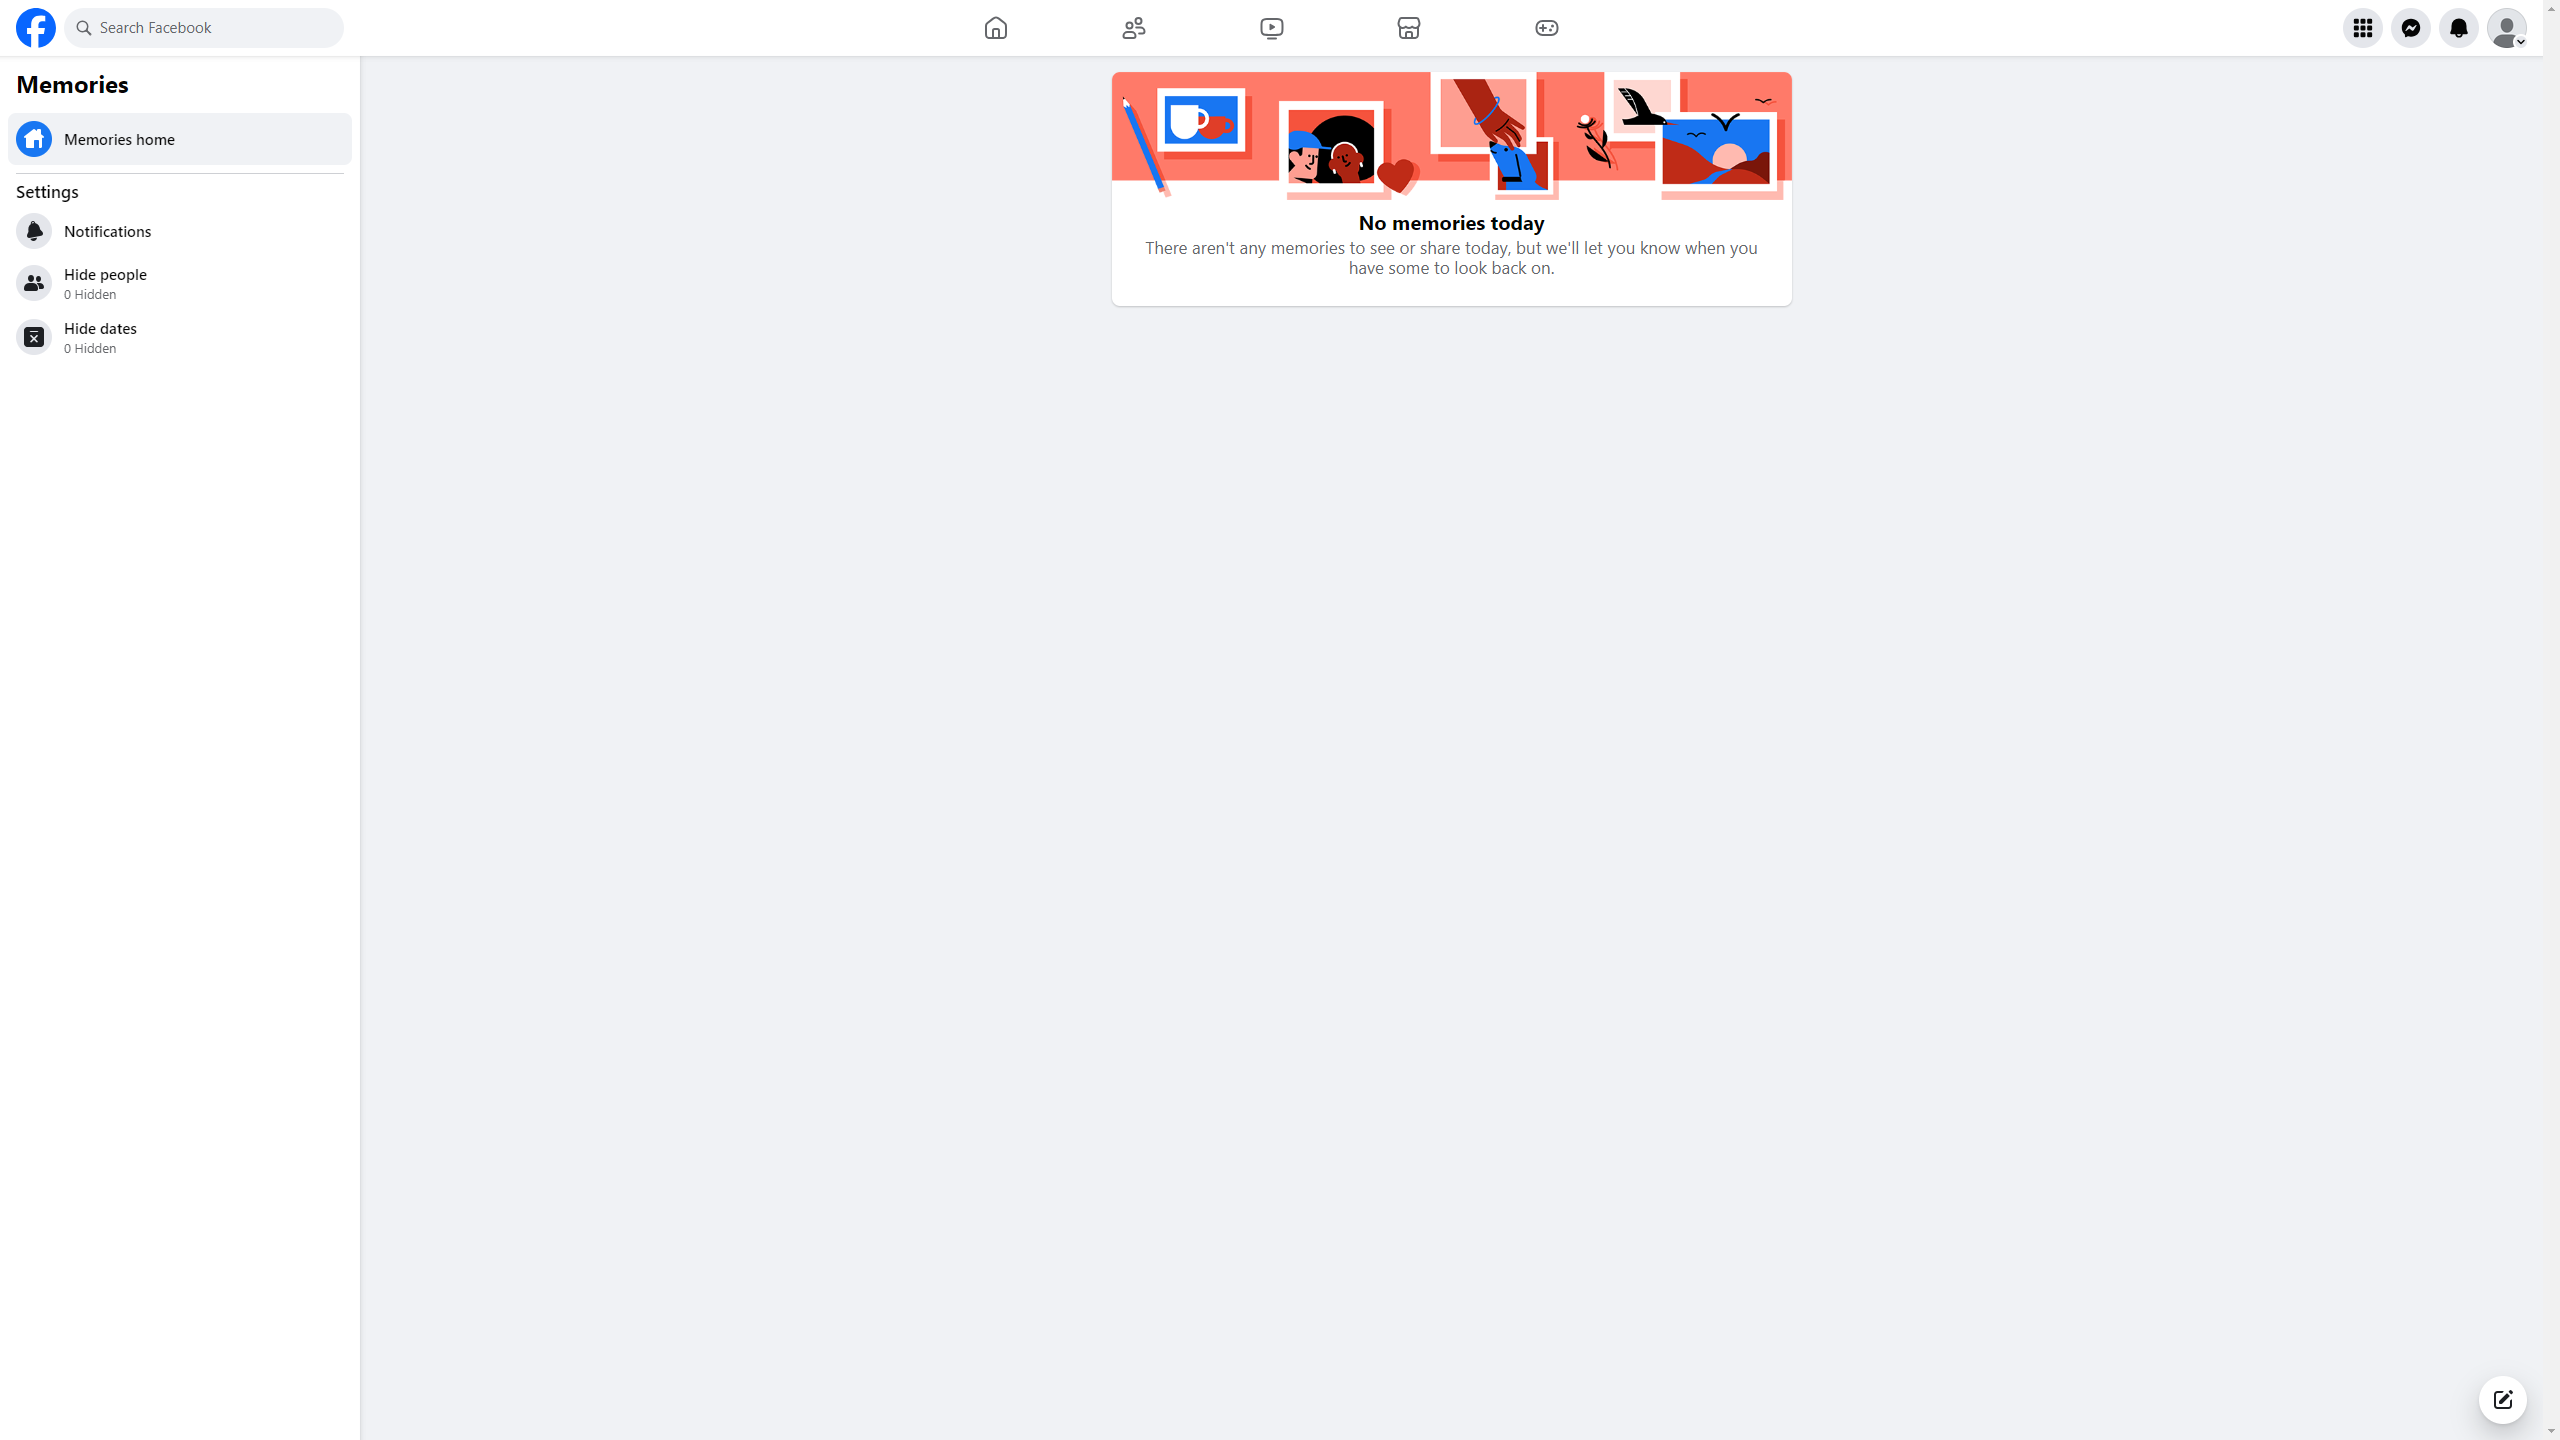 Search Facebook
Memories
Memories home
Settings
Notifications
Hide people
0 Hidden
Hide dates
0 Hidden
No memories today
There aren't any memories to see or share today, but we'll let you know when you
have some to look back on.